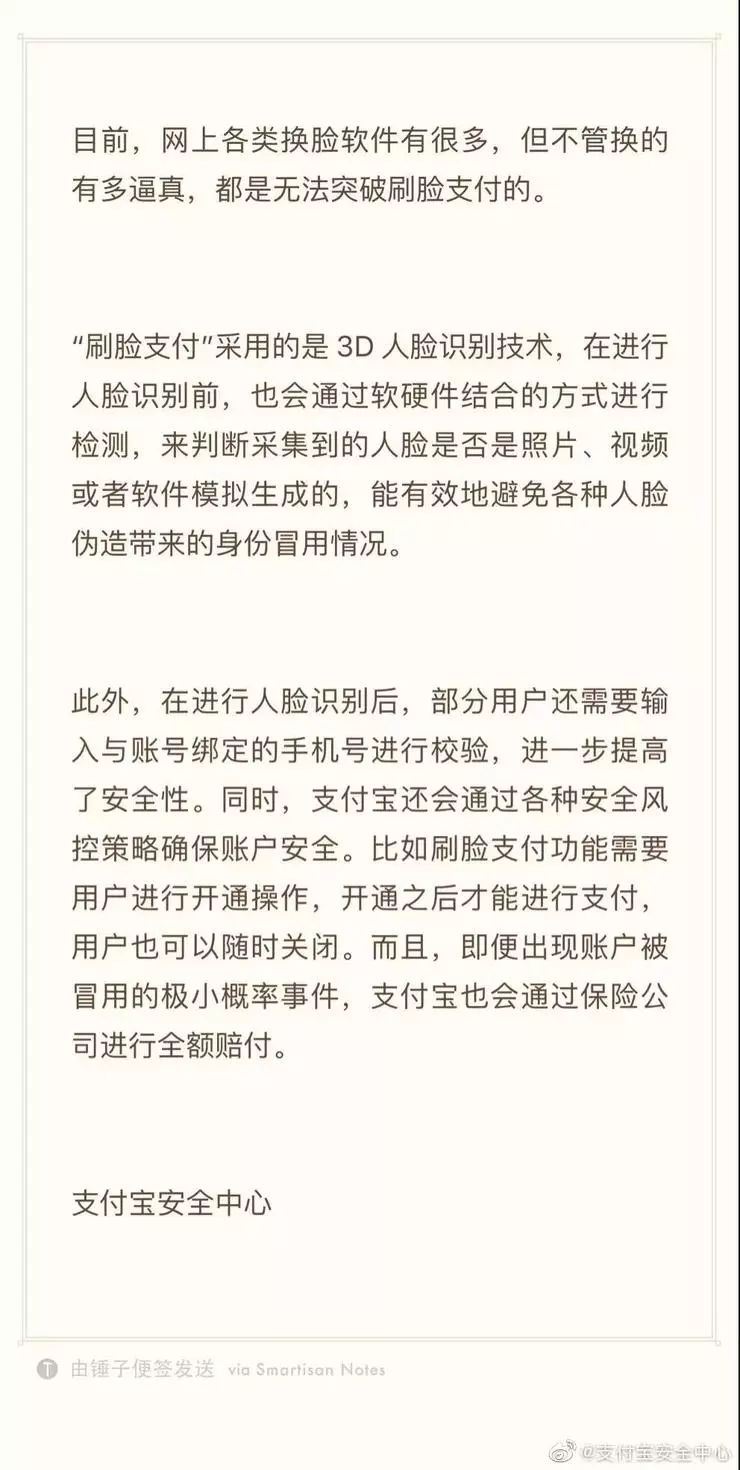 目前，网上各类换脸软件有很多，但不管换的
有多逼真，都是无法突破刷脸支付的。
“刷脸支付”采用的是 3D 人脸识别技术，在进行
人脸识别前，也会通过软硬件结合的方式进行
检测，来判断采集到的人脸是否是照片、视频
或者软件模拟生成的，能有效地避免各种人脸
伪造带来的身份冒用情况。
此外，在进行人脸识别后，部分用户还需要输
入与账号绑定的手机号进行校验，进一步提高
了安全性。同时，支付宝还会通过各种安全风
控策略确保账户安全。比如刷脸支付功能需要
用户进行开通操作，开通之后才能进行支付，
用户也可以随时关闭。而且，即便出现账户被
冒用的极小概率事件，支付宝也会通过保险公
司进行全额赔付。
支付宝安全中心
T 由锤子便签发送 via Smartisan Notes
@支付宝安全中心